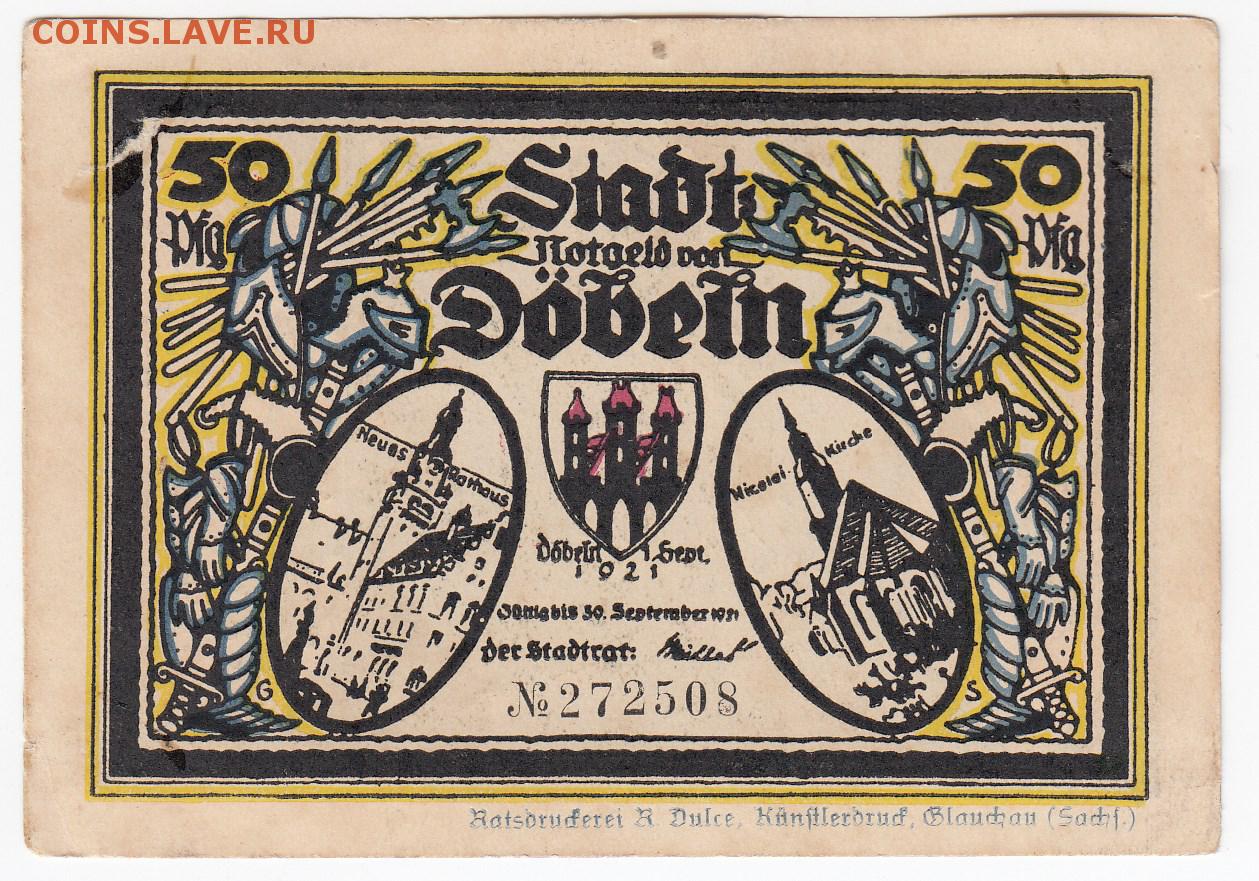 COINS.LAVE.RU
50 Pfg
50 Pfg
Stadt-
Notgeld von
Döbeln
Neues Rathaus
Nicolai-Kirche
Döbeln 1. Sept.
1921
Gültig bis 30. September 1921
der Stadtrat:
№ 272508
G
S
Ratsdruckerei R. Dulce, Künstlerdruck, Glauchau (Sachs.)